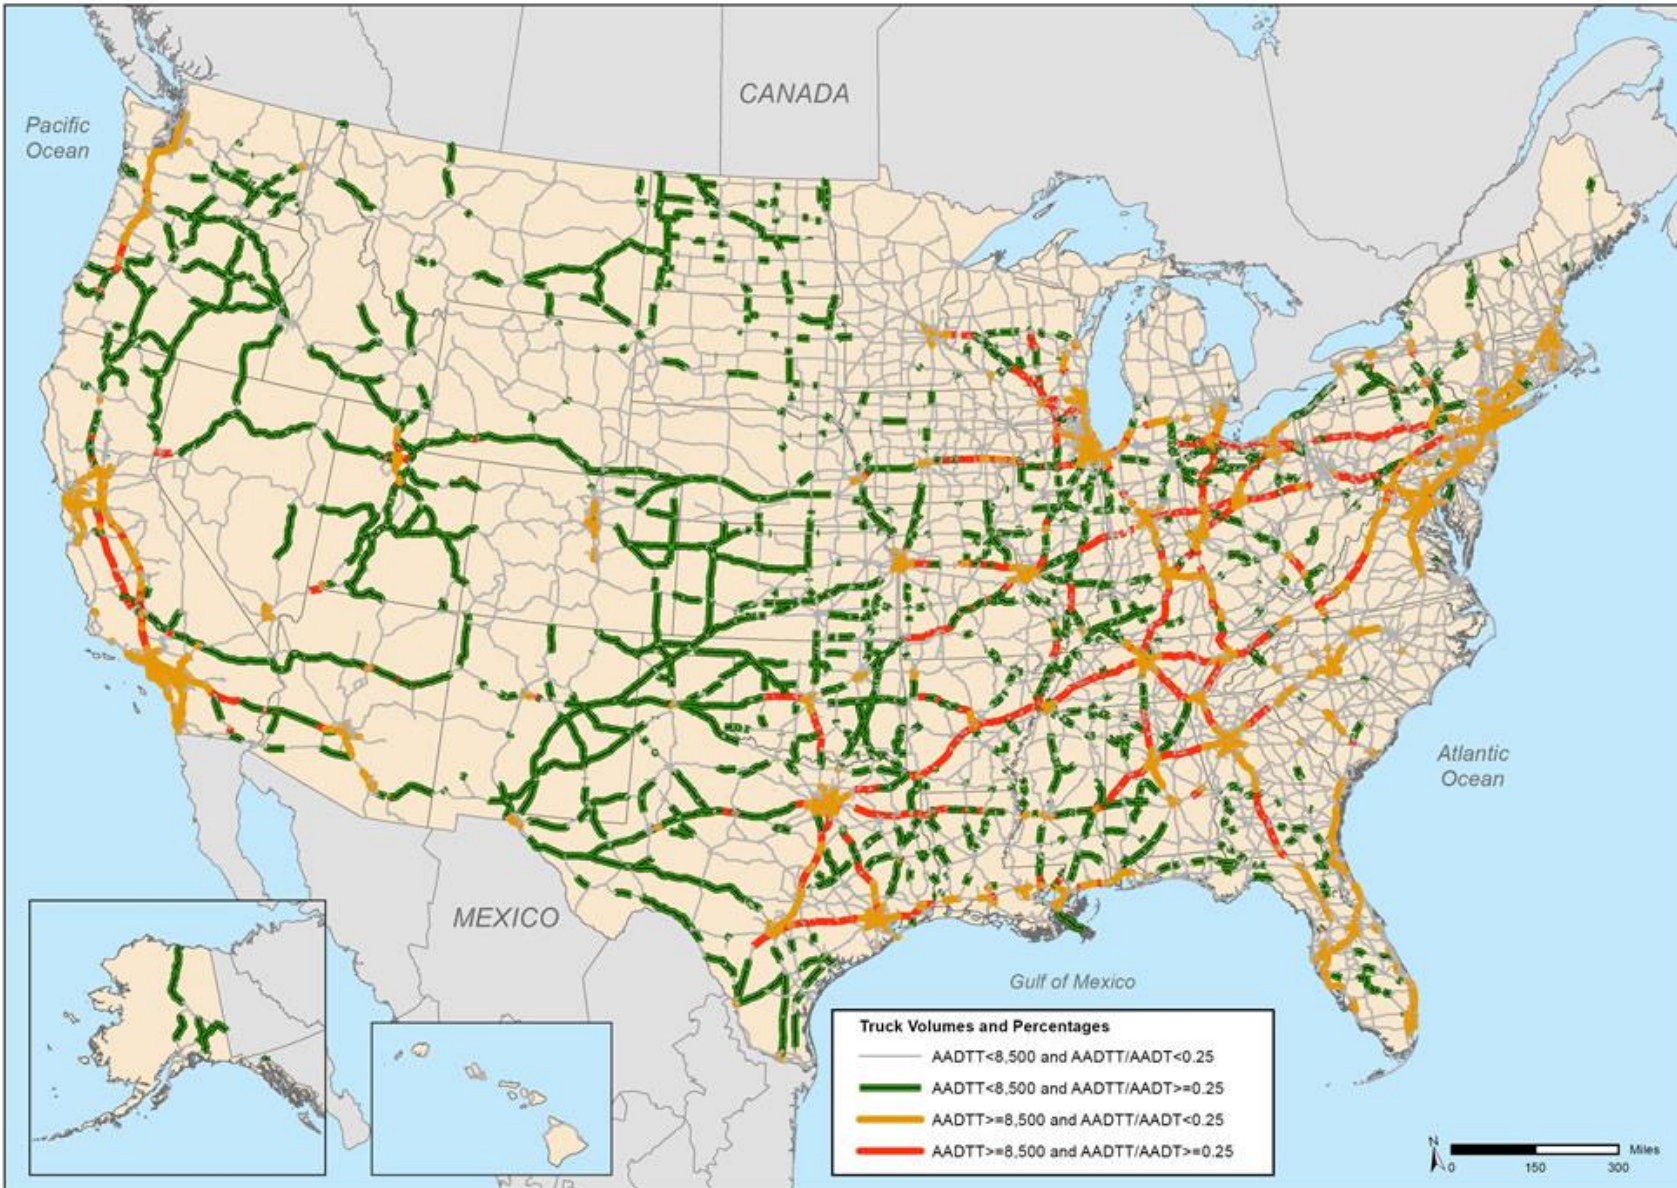 CANADA
Pacific
Ocean
Atlantic
Ocean
MEXICO
Gulf of Mexico
Truck Volumes and Percentages
AADTT<8,500 and AADTT/AADT<0.25
AADTT<8,500 and AADTT/AADT>=0.25
AADTT>=8,500 and AADTT/AADT<0.25
AADTT>=8,500 and AADTT/AADT>=0.25
N
Miles
0 150 300